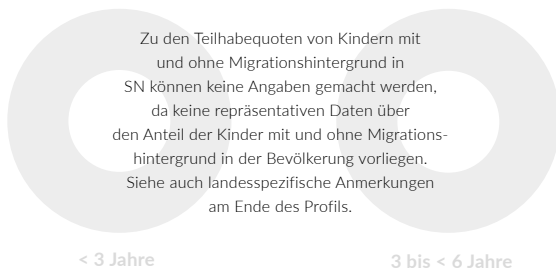 Zu den Teilhabequoten von Kindern mit
und ohne Migrationshintergrund in
SN können keine Angaben gemacht werden,
da keine repräsentativen Daten über
den Anteil der Kinder mit und ohne Migrations-
hintergrund in der Bevölkerung vorliegen.
Siehe auch landesspezifische Anmerkungen
am Ende des Profils.
< 3 Jahre
3 bis < 6 Jahre